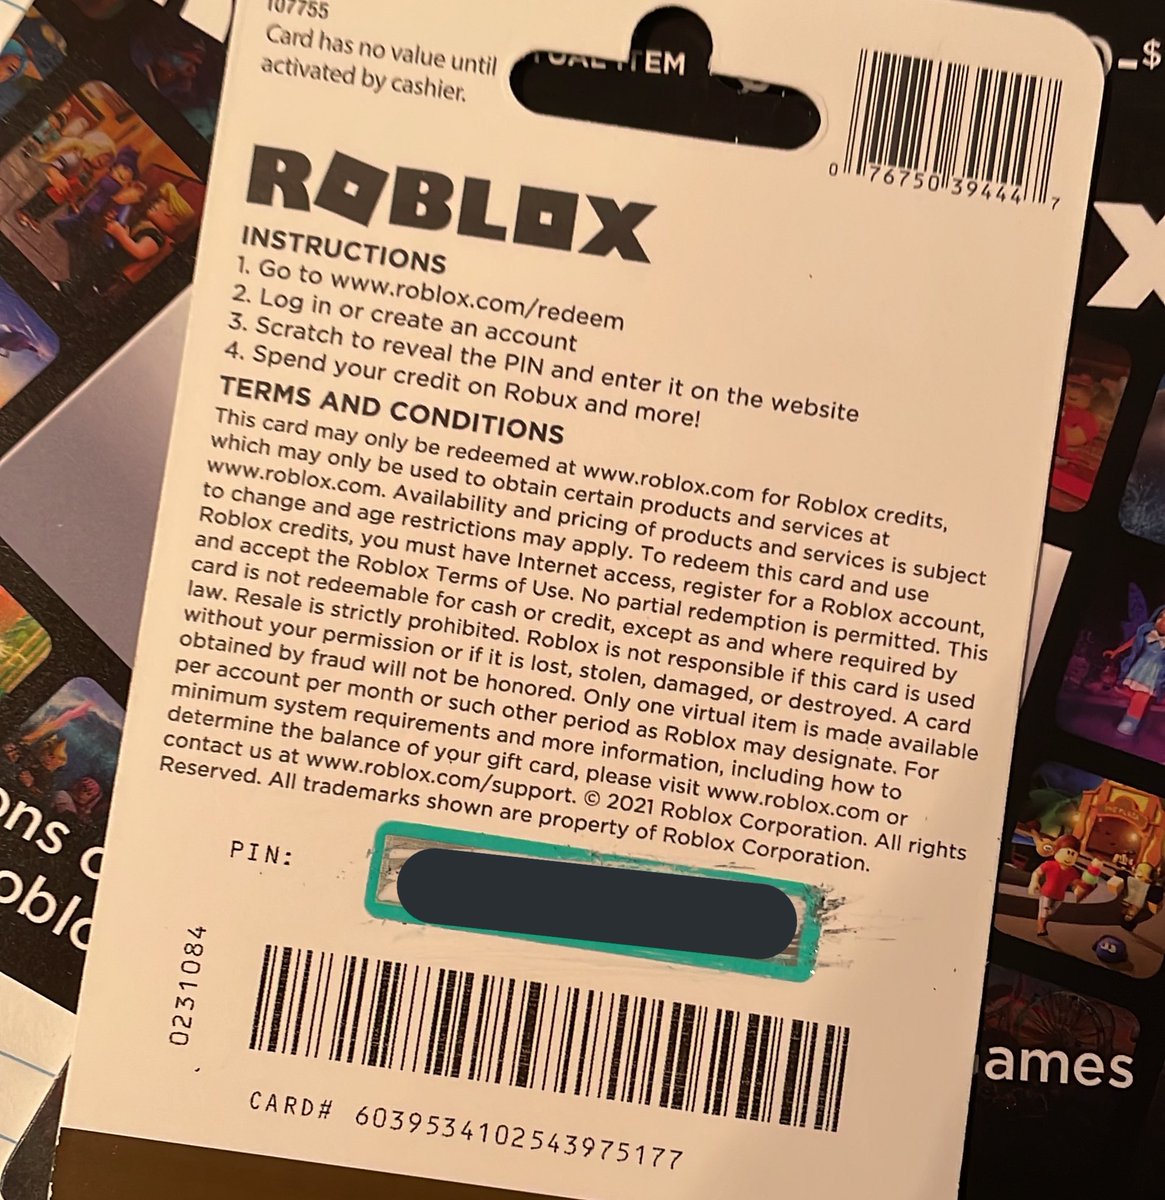 107755
Card has no value until
activated by cashier.
EM
-$
0 76750 39444 7
ROBLOX
X
INSTRUCTIONS
1. Go to www.roblox.com/redeem
2. Log in or create an account
3. Scratch to reveal the PIN and enter it on the website
4. Spend your credit on Robux and more!
TERMS AND CONDITIONS
This card may only be redeemed at www.roblox.com for Roblox credits,
which may only be used to obtain certain products and services at
www.roblox.com. Availability and pricing of products and services is subject
to change and age restrictions may apply. To redeem this card and use
Roblox credits, you must have Internet access, register for a Roblox account,
and accept the Roblox Terms of Use. No partial redemption is permitted. This
card is not redeemable for cash or credit, except as and where required by
law. Resale is strictly prohibited. Roblox is not responsible if this card is used
without your permission or if it is lost, stolen, damaged, or destroyed. A card
obtained by fraud will not be honored. Only one virtual item is made available
per account per month or such other period as Roblox may designate. For
minimum system requirements and more information, including how to
determine the balance of your gift card, please visit www.roblox.com or
contact us at www.roblox.com/support. © 2021 Roblox Corporation. All rights
Reserved. All trademarks shown are property of Roblox Corporation.
ons
oblo
PIN:
0231084
ames
CARD# 6039534102543975177